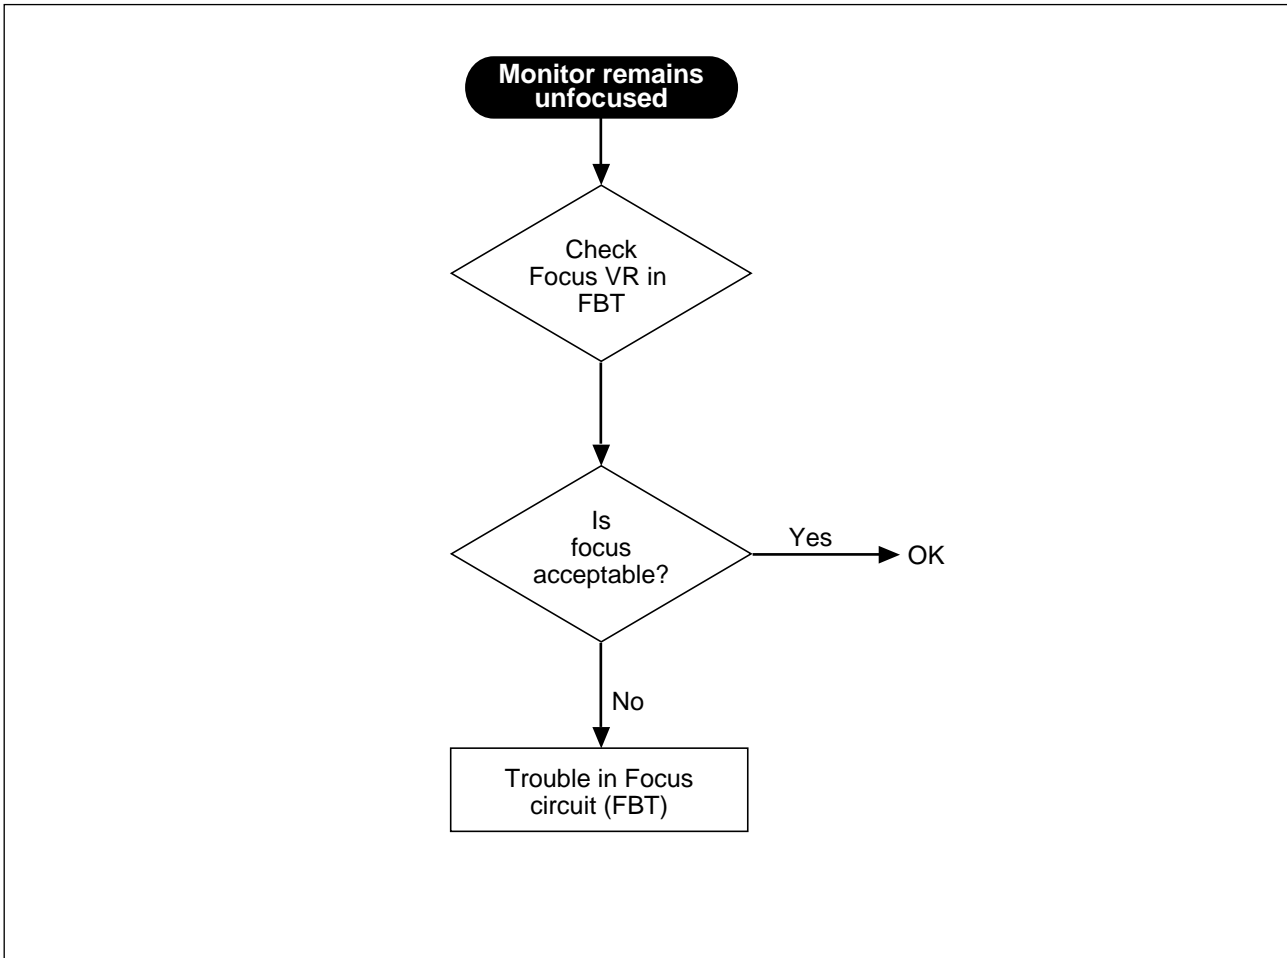 Monitor remains
unfocused
Check
Focus VR in
FBT
Is
focus
acceptable?
Yes
OK
No
Trouble in Focus
circuit (FBT)